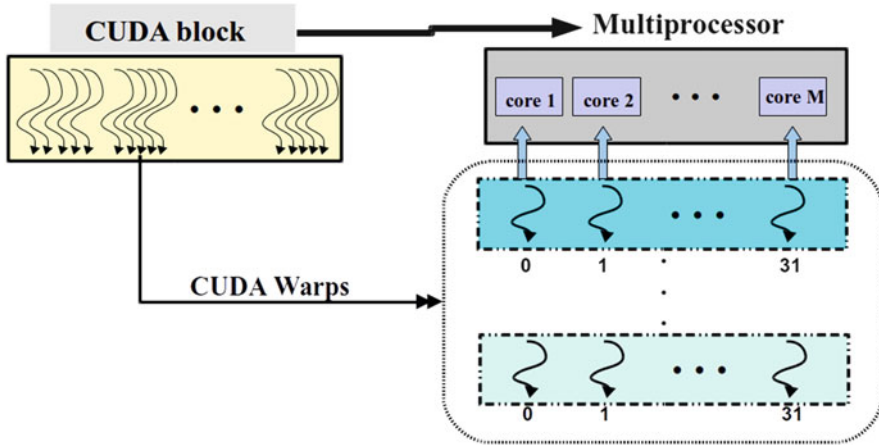 CUDA block
Multiprocessor
core 1 core 2 core M
0 1 31
CUDA Warps
0 1 31